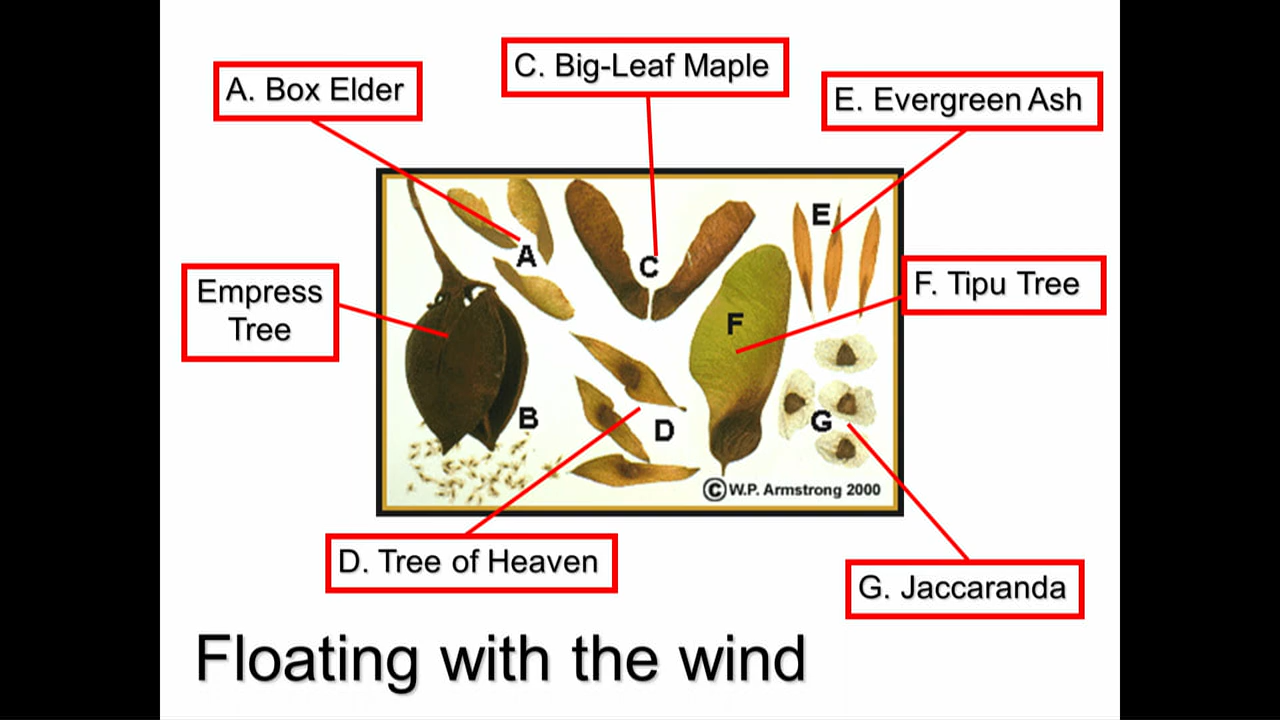 A. Box Elder
C. Big-Leaf Maple
E. Evergreen Ash
Empress
Tree
F. Tipu Tree
A
B
C
D
E
F
G
©W.P. Armstrong 2000
D. Tree of Heaven
G. Jaccaranda
Floating with the wind